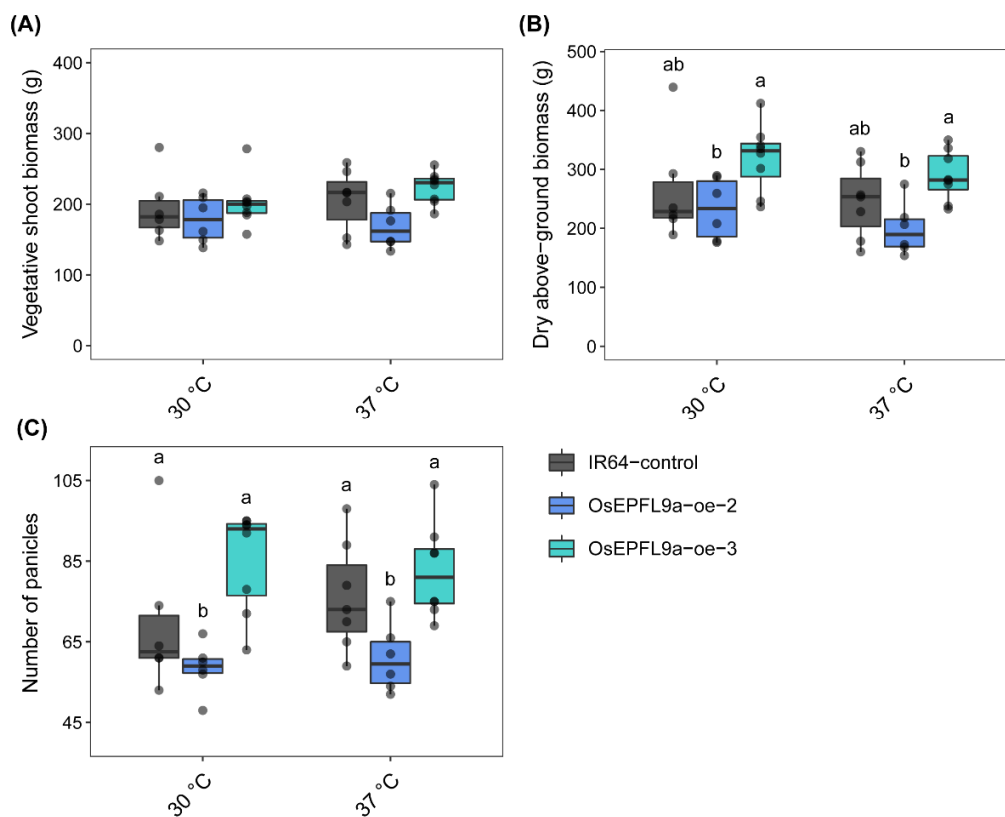 (A)
Vegetative shoot biomass (g)
400
300
200
100
0
30 °C
37 °C
(B)
Dry above−ground biomass (g)
500
400
300
200
100
0
ab
b
a
ab
b
a
30 °C
37 °C
(C)
Number of panicles
105
85
65
45
a
b
a
a
b
a
30 °C
37 °C
IR64−control
OsEPFL9a−oe−2
OsEPFL9a−oe−3